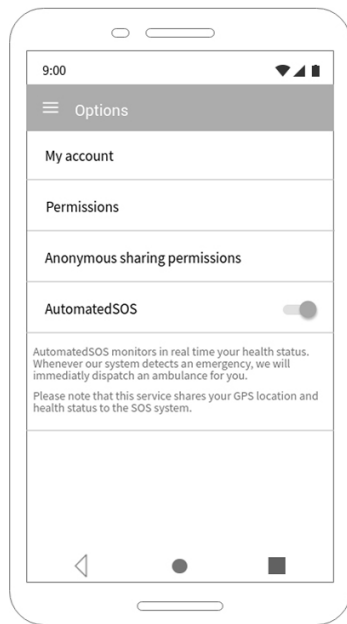 9:00
Options
My account
Permissions
Anonymous sharing permissions
AutomatedSOS
AutomatedSOS monitors in real time your health status.
Whenever our system detects an emergency, we will
immediatly dispatch an ambulance for you.
Please note that this service shares your GPS location and
health status to the SOS system.